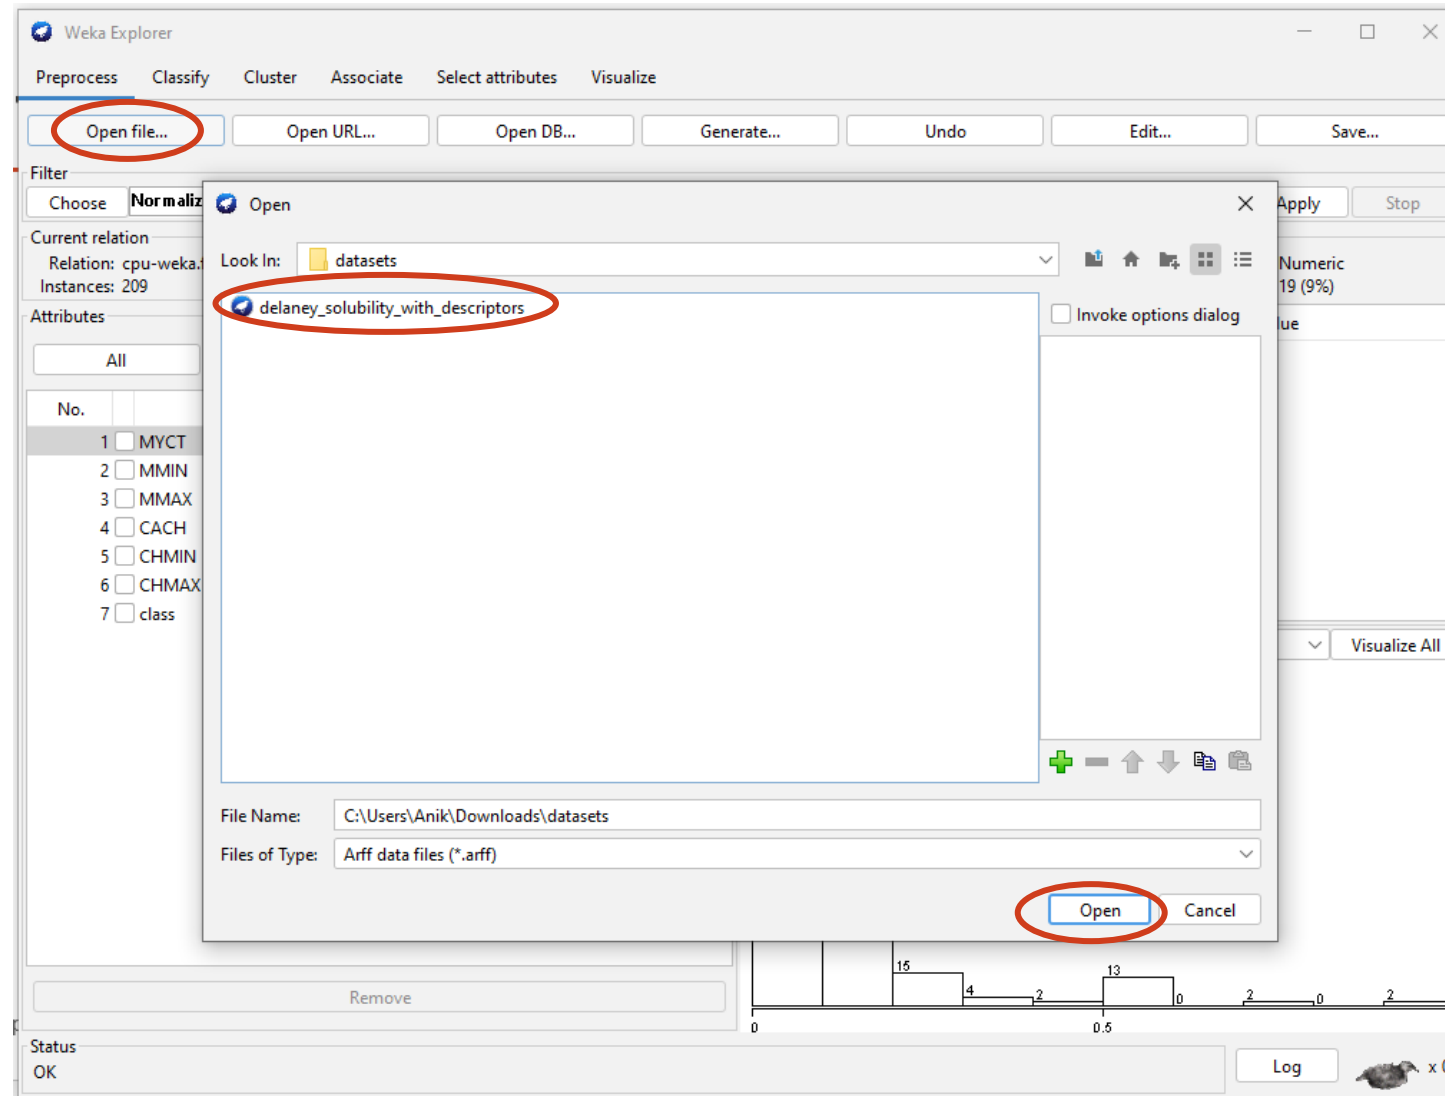 Weka Explorer
Preprocess Classify Cluster Associate Select attributes Visualize
Open file... Open URL... Open DB... Generate... Undo Edit... Save...
Filter
Choose Normaliz Apply Stop
Open
Current relation
Relation: cpu-weka.f
Instances: 209
Look In: datasets
Numeric
19 (9%)
delaney_solubility_with_descriptors
Invoke options dialog
Attributes
lue
All
No.
1 MYCT
2 MMIN
3 MMAX
4 CACH
5 CHMIN
6 CHMAX
7 class
Visualize All
File Name: C:\Users\Anik\Downloads\datasets
Files of Type: Arff data files (*.arff)
Open Cancel
15 4 2 13 0 2 0 2
0 0.5
Remove
Status
OK
Log x